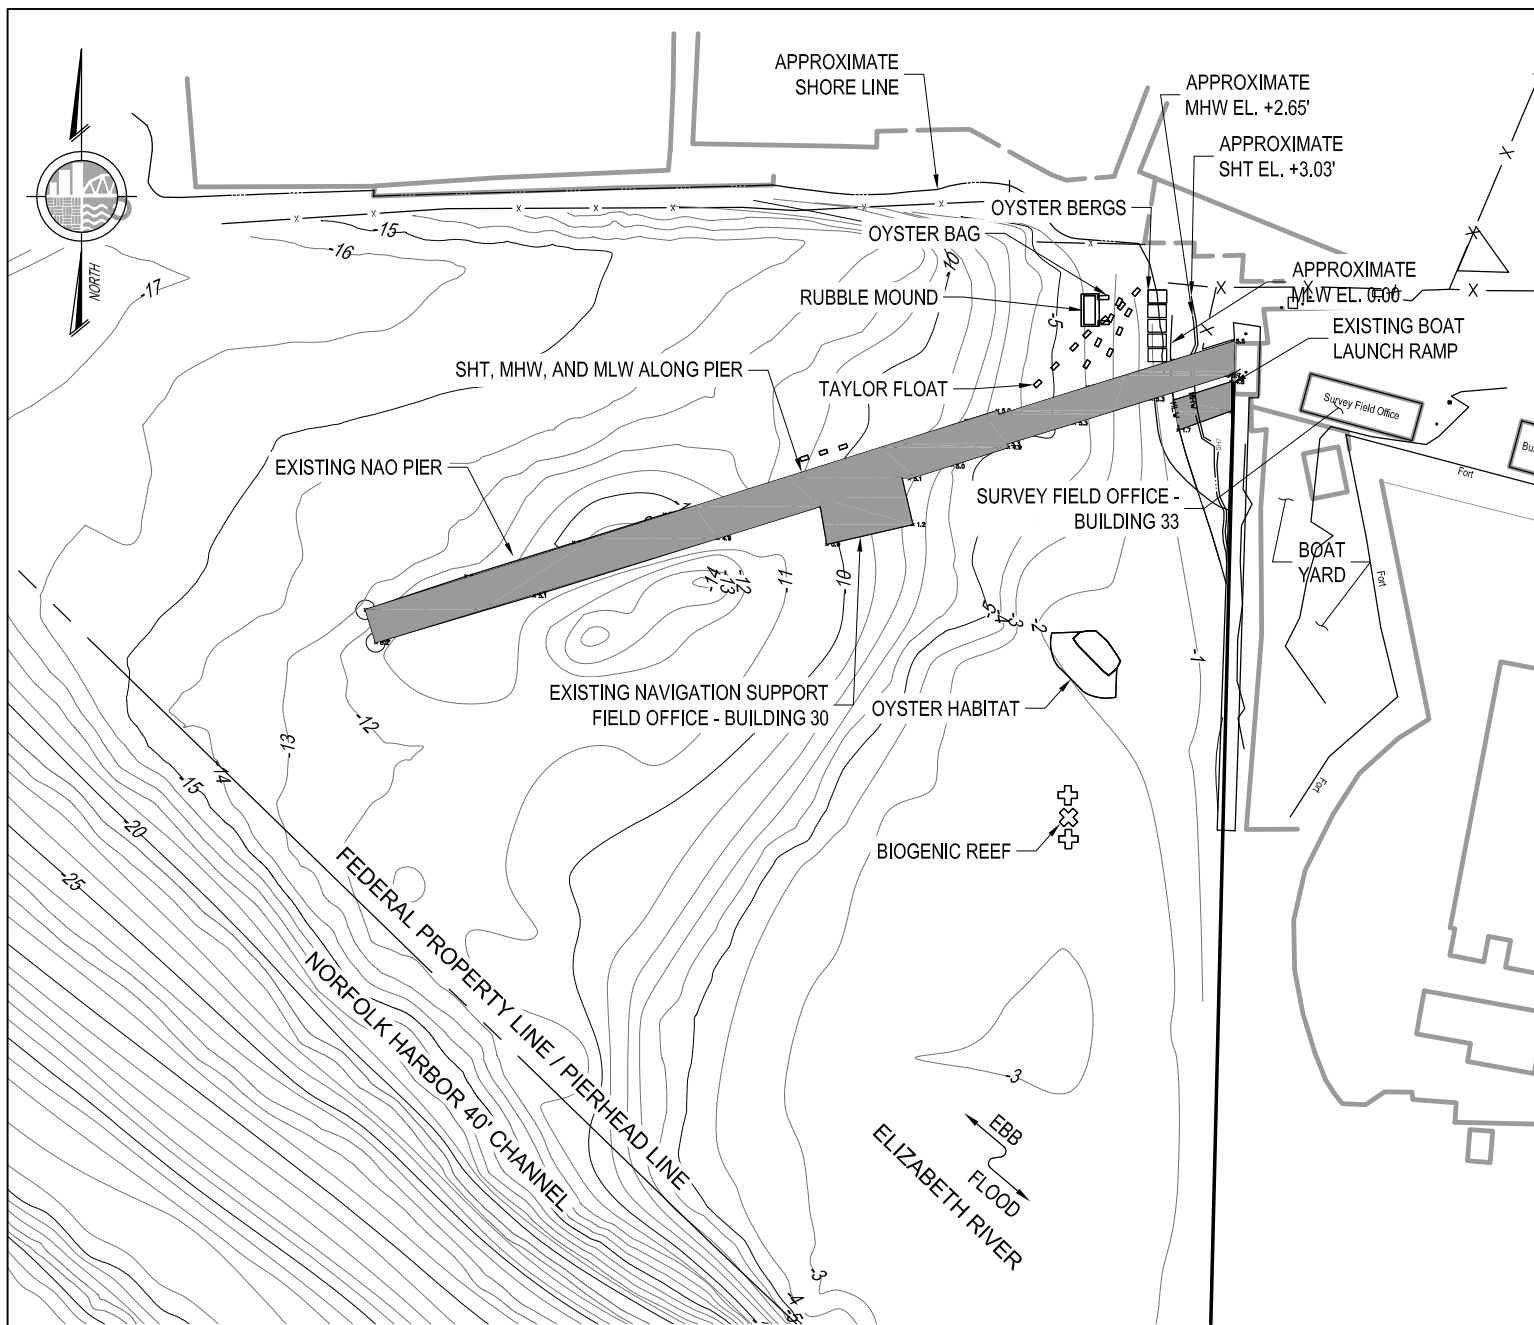 APPROXIMATE
SHORE LINE
APPROXIMATE
MHW EL. +2.65'
APPROXIMATE
SHT EL. +3.03'
OYSTER BERGS
OYSTER BAG
-15
-16
-10
NORTH
-17
APPROXIMATE
MLW EL. 0.00
RUBBLE MOUND
-5
EXISTING BOAT
LAUNCH RAMP
SHT, MHW, AND MLW ALONG PIER
TAYLOR FLOAT
Survey Field Office
EXISTING NAO PIER
Fort
SURVEY FIELD OFFICE -
BUILDING 33
BOAT
YARD
Fort
-14
-13
-12
-11
-10
-5
-4
-3
-2
-1
EXISTING NAVIGATION SUPPORT
FIELD OFFICE - BUILDING 30
OYSTER HABITAT
-12
-13
-14
-15
Fort
-20
BIOGENIC REEF
-25
FEDERAL PROPERTY LINE / PIERHEAD LINE
NORFOLK HARBOR 40' CHANNEL
-3
EBB
FLOOD
ELIZABETH RIVER
-3
-4
-5